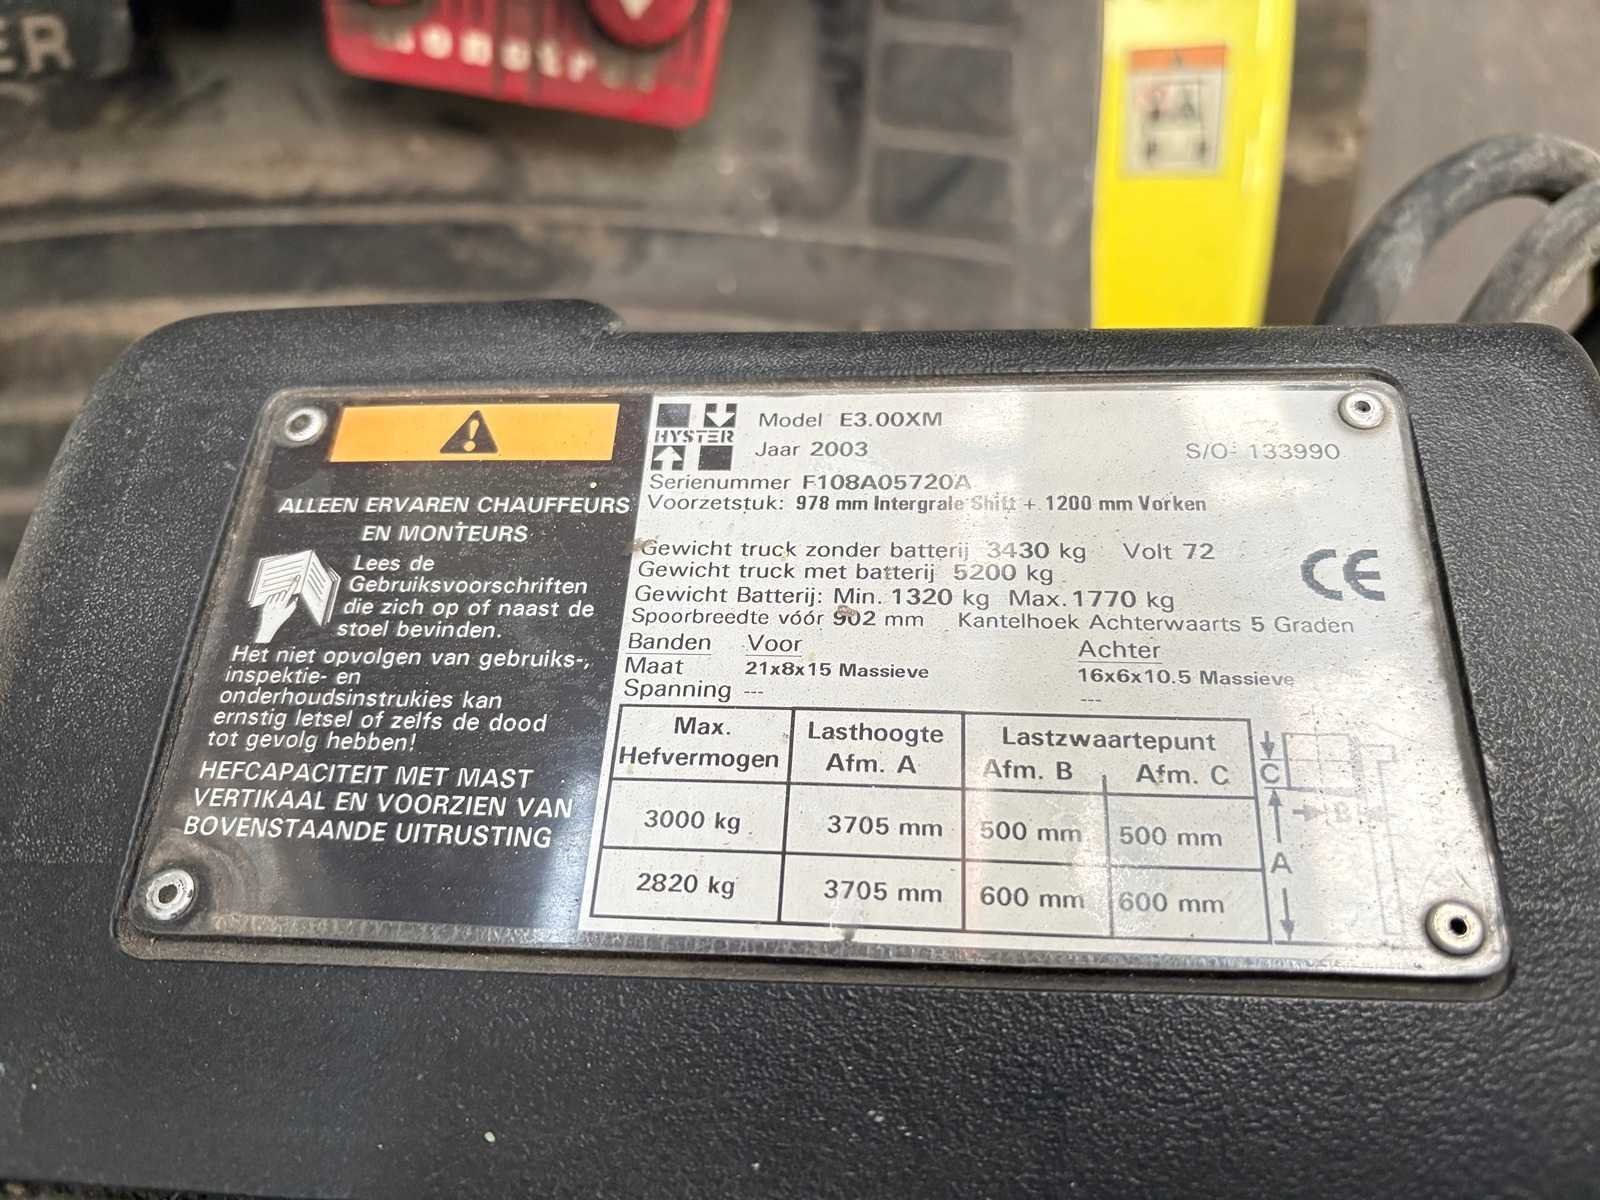 ER
monotrol
ALLEEN ERVAREN CHAUFFEURS
EN MONTEURS
Lees de
Gebruiksvoorschriften
die zich op of naast de
stoel bevinden.
Het niet opvolgen van gebruiks-,
inspektie- en
onderhoudsinstrukies kan
ernstig letsel of zelfs de dood
tot gevolg hebben!
HEFCAPACITEIT MET MAST
VERTIKAAL EN VOORZIEN VAN
BOVENSTAANDE UITRUSTING
HYSTER
Model E3.00XM
Jaar 2003 S/O- 133990
Serienummer F108A05720A
Voorzetstuk: 978 mm Intergrale Shift + 1200 mm Vorken
Gewicht truck zonder batterij 3430 kg Volt 72
Gewicht truck met batterij 5200 kg
Gewicht Batterij: Min. 1320 kg Max. 1770 kg
Spoorbreedte vóór 902 mm Kantelhoek Achterwaarts 5 Graden
Banden Voor Achter
Maat 21x8x15 Massieve 16x6x10.5 Massieve
Spanning --- ---
Max. Hefvermogen Lasthoogte Afm. A Lastzwaartepunt Afm. B Afm. C
3000 kg 3705 mm 500 mm 500 mm
2820 kg 3705 mm 600 mm 600 mm
C
B
A
CE